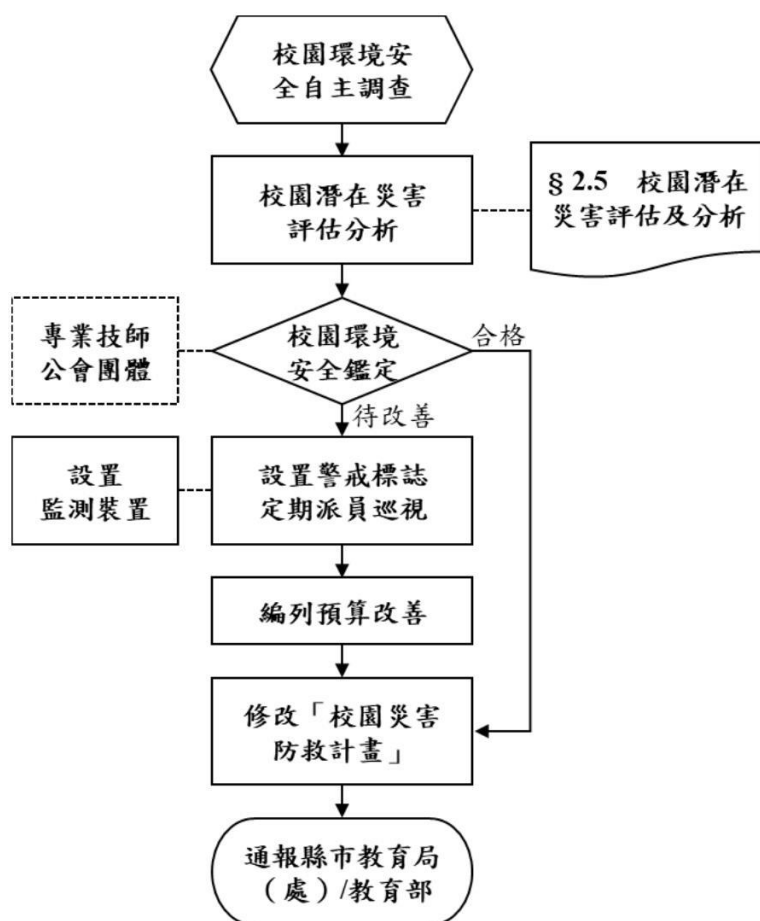 校園環境安
全自主調查
校園潛在災害
評估分析
§ 2.5 校園潛在
災害評估及分析
專業技師
公會團體
校園環境
安全鑑定
合格
待改善
設置
監測裝置
設置警戒標誌
定期派員巡視
編列預算改善
修改「校園災害
防救計畫」
通報縣市教育局
（處）/教育部